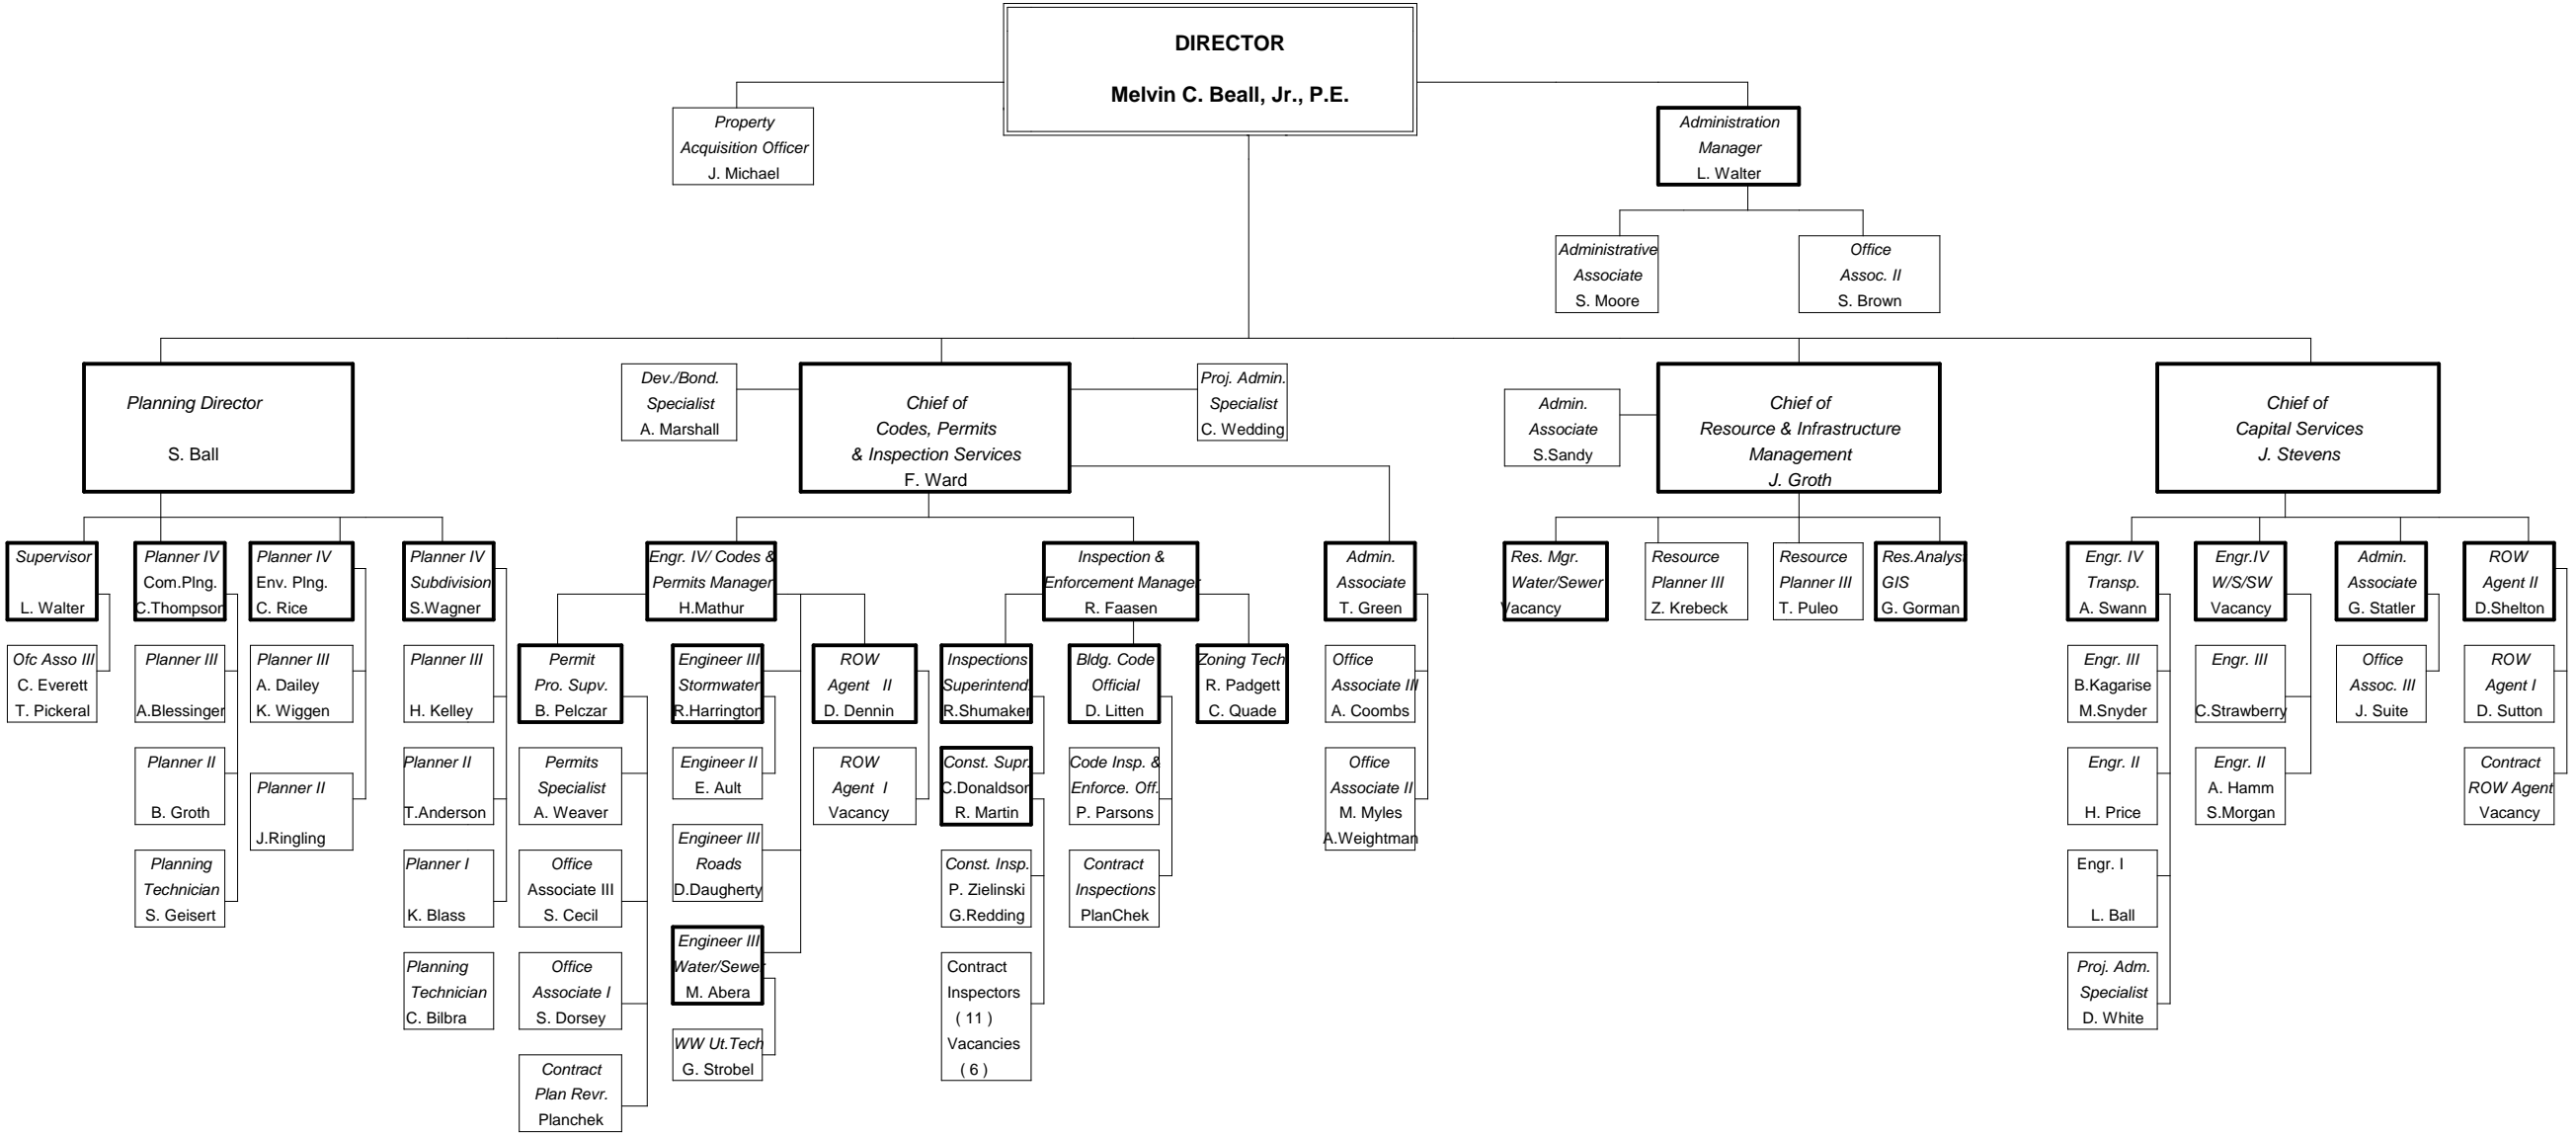 DIRECTOR
Melvin C. Beall, Jr., P.E.
Property
Acquisition Officer
J. Michael
Administration
Manager
L. Walter
Administrative
Associate
S. Moore
Office
Assoc. II
S. Brown
Planning Director
S. Ball
Dev./Bond.
Specialist
A. Marshall
Chief of
Codes, Permits
& Inspection Services
F. Ward
Proj. Admin.
Specialist
C. Wedding
Admin.
Associate
S.Sandy
Chief of
Resource & Infrastructure
Management
J. Groth
Chief of
Capital Services
J. Stevens
Supervisor
L. Walter
Ofc Asso III
C. Everett
T. Pickeral
Planner IV
Com.Plng.
C.Thompson
Planner III
A.Blessinger
Planner II
B. Groth
Planning
Technician
S. Geisert
Planner IV
Env. Plng.
C. Rice
Planner III
A. Dailey
K. Wiggen
Planner II
J.Ringling
Planner IV
Subdivision
S.Wagner
Planner III
H. Kelley
Planner II
T.Anderson
Planner I
K. Blass
Planning
Technician
C. Bilbra
Engr. IV/ Codes &
Permits Manager
H.Mathur
Permit
Pro. Supv.
B. Pelczar
Permits
Specialist
A. Weaver
Office
Associate III
S. Cecil
Office
Associate I
S. Dorsey
Contract
Plan Revr.
Planchek
Engineer III
Stormwater
R.Harrington
Engineer II
E. Ault
Engineer III
Roads
D.Daugherty
Engineer III
Water/Sewer
M. Abera
WW Ut.Tech
G. Strobel
ROW
Agent II
D. Dennin
ROW
Agent I
Vacancy
Inspection &
Enforcement Manager
R. Faasen
Inspections
Superintend.
R.Shumaker
Const. Supr.
C.Donaldson
R. Martin
Const. Insp.
P. Zielinski
G.Redding
Contract
Inspectors
( 11 )
Vacancies
( 6 )
Bldg. Code
Official
D. Litten
Code Insp. &
Enforce. Off.
P. Parsons
Contract
Inspections
PlanChek
Zoning Tech
R. Padgett
C. Quade
Admin.
Associate
T. Green
Office
Associate III
A. Coombs
Office
Associate II
M. Myles
A.Weightman
Res. Mgr.
Water/Sewer
Vacancy
Resource
Planner III
Z. Krebeck
Resource
Planner III
T. Puleo
Res.Analyst
GIS
G. Gorman
Engr. IV
Transp.
A. Swann
Engr. III
B.Kagarise
M.Snyder
Engr. II
H. Price
Engr. I
L. Ball
Proj. Adm.
Specialist
D. White
Engr.IV
W/S/SW
Vacancy
Engr. III
C.Strawberry
Engr. II
A. Hamm
S.Morgan
Admin.
Associate
G. Statler
Office
Assoc. III
J. Suite
ROW
Agent II
D.Shelton
ROW
Agent I
D. Sutton
Contract
ROW Agent
Vacancy